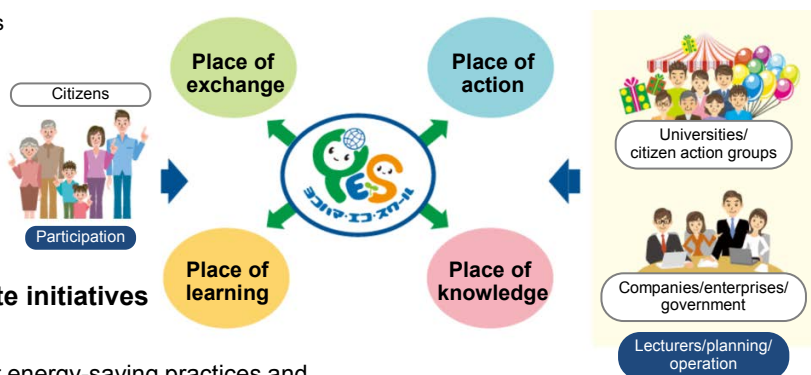 s
Citizens
Participation
Place of
exchange
Place of
action
YES
ヨコハマ・エコ・スクール
Place of
learning
Place of
knowledge
Universities/
citizen action groups
Companies/enterprises/
government
Lecturers/planning/
operation
te initiatives
energy-saving practices and